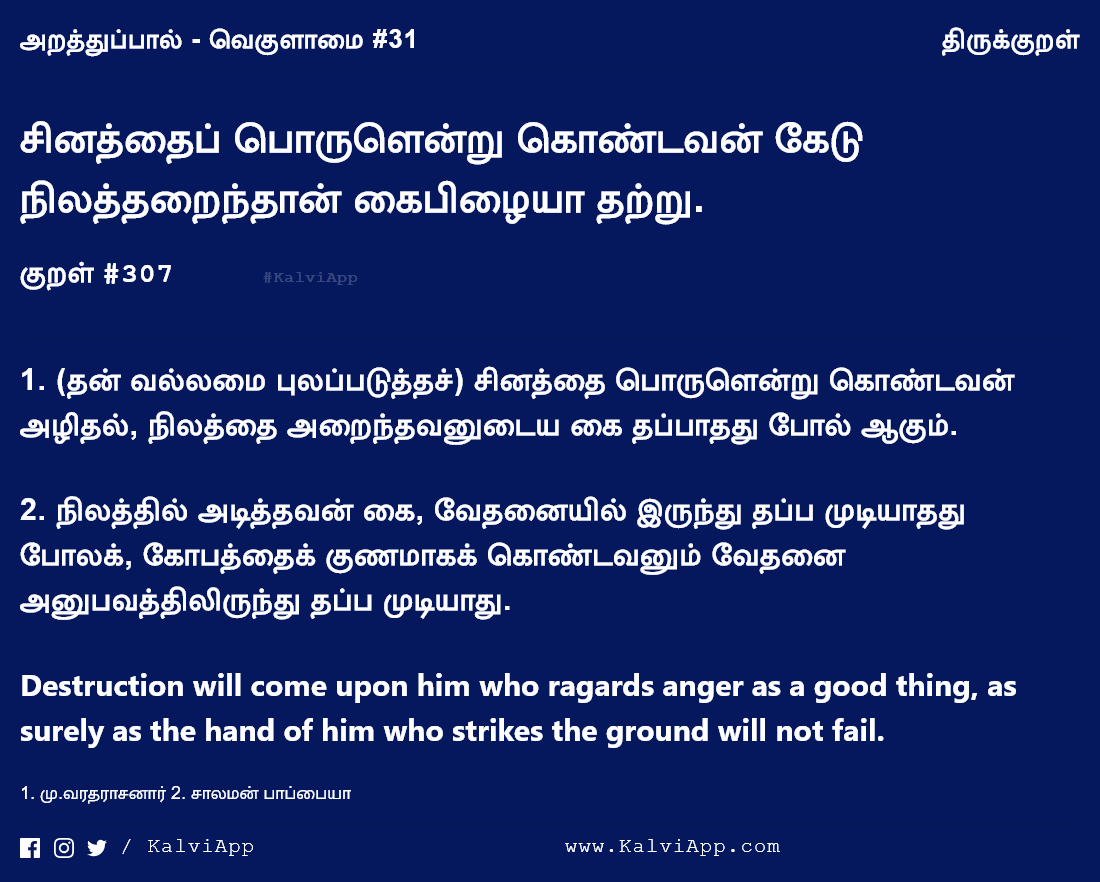 அறத்துப்பால் - வெகுளாமை #31
திருக்குறள்
சினத்தைப் பொருளென்று கொண்டவன் கேடு
நிலத்தறைந்தான் கைபிழையா தற்று.
குறள் #307
#KalviApp
1. (தன் வல்லமை புலப்படுத்தச்) சினத்தை பொருளென்று கொண்டவன்
அழிதல், நிலத்தை அறைந்தவனுடைய கை தப்பாதது போல் ஆகும்.
2. நிலத்தில் அடித்தவன் கை, வேதனையில் இருந்து தப்ப முடியாதது
போலக், கோபத்தைக் குணமாகக் கொண்டவனும் வேதனை
அனுபவத்திலிருந்து தப்ப முடியாது.
Destruction will come upon him who ragards anger as a good thing, as
surely as the hand of him who strikes the ground will not fail.
1. மு.வரதராசனார் 2. சாலமன் பாப்பையா
/ KalviApp
www.KalviApp.com